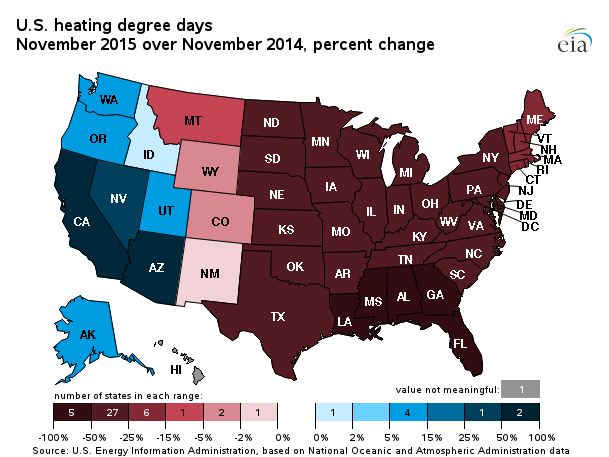 U.S. heating degree days
November 2015 over November 2014, percent change
eia
WA
OR
CA
ID
NV
AZ
UT
MT
WY
CO
NM
ND
SD
NE
KS
OK
TX
MN
IA
MO
AR
LA
WI
IL
MI
IN
OH
KY
TN
MS
AL
GA
FL
SC
NC
VA
WV
PA
NY
ME
VT
NH
MA
RI
CT
NJ
DE
MD
DC
AK
HI
number of states in each range:
value not meaningful: 1
5 27 6 1 2 1 1 4 1 2
-100% -50% -25% -15% -5% -2% 0% 0% 2% 5% 15% 25% 50% 100%
Source: U.S. Energy Information Administration, based on National Oceanic and Atmospheric Administration data